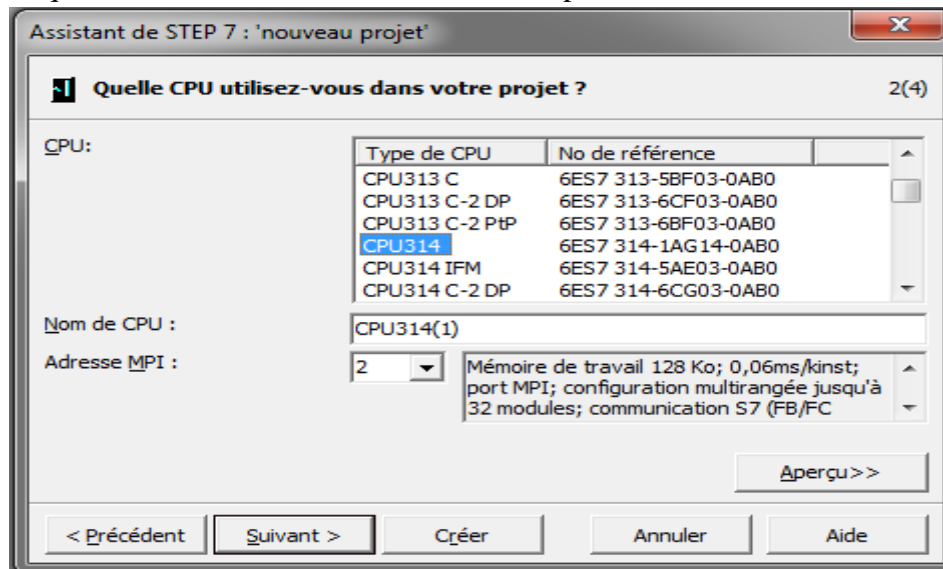 Assistant de STEP 7 : 'nouveau projet'
Quelle CPU utilisez-vous dans votre projet ? 2(4)
CPU:
Type de CPU No de référence
CPU313 C 6ES7 313-5BF03-0AB0
CPU313 C-2 DP 6ES7 313-6CF03-0AB0
CPU313 C-2 PtP 6ES7 313-6BF03-0AB0
CPU314 6ES7 314-1AG14-0AB0
CPU314 IFM 6ES7 314-5AE03-0AB0
CPU314 C-2 DP 6ES7 314-6CG03-0AB0
Nom de CPU : CPU314(1)
Adresse MPI : 2
Mémoire de travail 128 Ko; 0,06ms/kinst;
port MPI; configuration multirangée jusqu'à
32 modules; communication S7 (FB/FC
Aperçu>>
< Précédent Suivant > Créer Annuler Aide